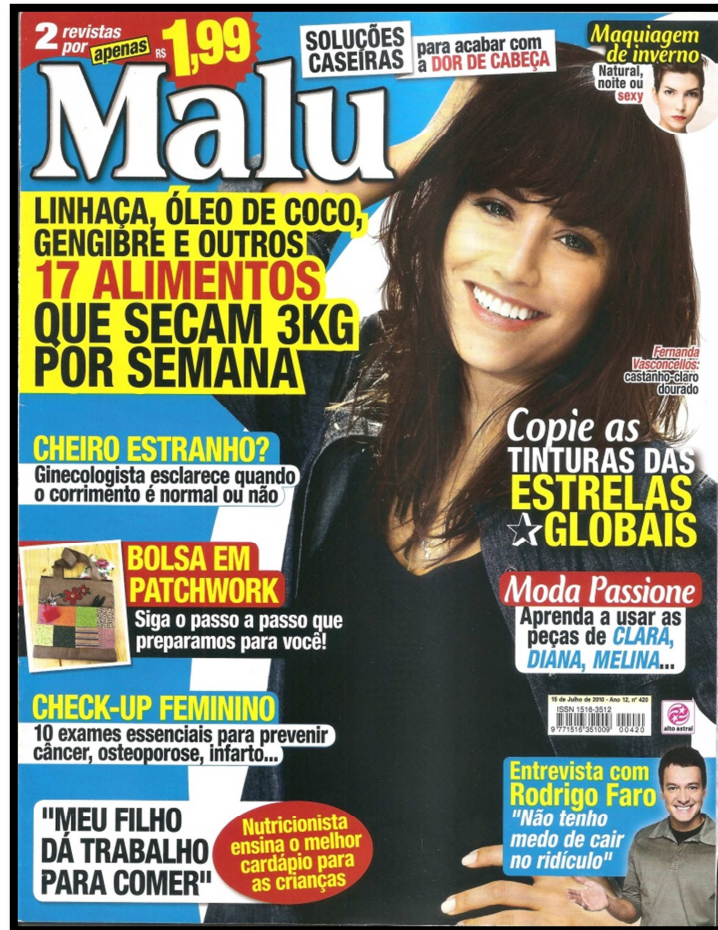 2 revistas
por apenas R$ 1,99
SOLUÇÕES
CASEIRAS
para acabar com
a DOR DE CABEÇA
Maquiagem
de inverno
Natural,
noite ou
sexy
Malu
LINHAÇA, ÓLEO DE COCO,
GENGIBRE E OUTROS
17 ALIMENTOS
QUE SECAM 3KG
POR SEMANA
Fernanda
Vasconcellos:
castanho-claro
dourado
Copie as
TINTURAS DAS
ESTRELAS
GLOBAIS
CHEIRO ESTRANHO?
Ginecologista esclarece quando
o corrimento é normal ou não
BOLSA EM
PATCHWORK
Siga o passo a passo que
preparamos para você!
Moda Passione
Aprenda a usar as
peças de CLARA,
DIANA, MELINA...
CHECK-UP FEMININO
10 exames essenciais para prevenir
câncer, osteoporose, infarto...
15 de Julho de 2010 - Ano 12, nº 420
ISSN 1516-3512
9 771516 351009 00420
alto astral
Entrevista com
Rodrigo Faro
"Não tenho
medo de cair
no ridículo"
"MEU FILHO
DÁ TRABALHO
PARA COMER"
Nutricionista
ensina o melhor
cardápio para
as crianças